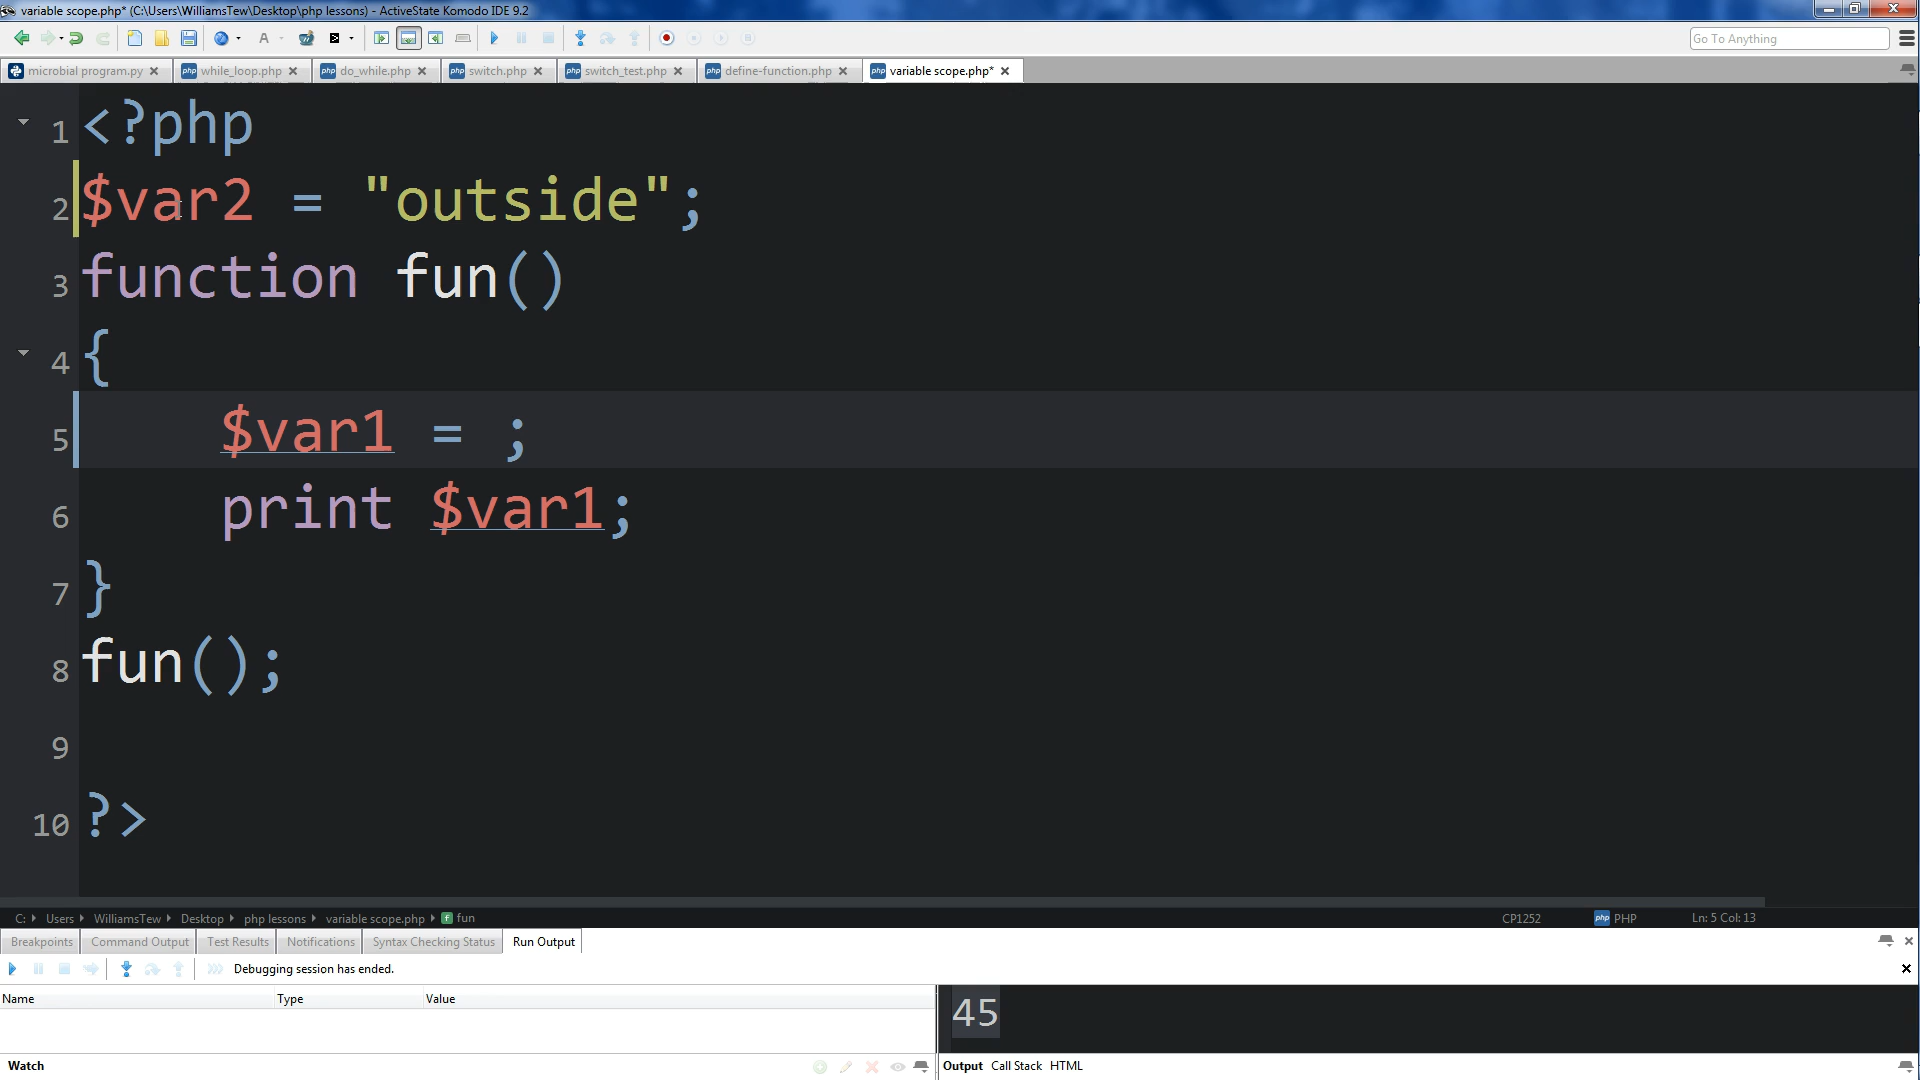 variable scope.php* (C:\Users\WilliamsTew\Desktop\php lessons) - ActiveState Komodo IDE 9.2
Go To Anything
microbial program.py
while_loop.php
do_while.php
switch.php
switch_test.php
define-function.php
variable scope.php*
1 <?php
2 $var2 = "outside";
3 function fun()
4 {
5 $var1 = ;
6 print $var1;
7 }
8 fun();
9
10 ?>
C: Users WilliamsTew Desktop php lessons variable scope.php f fun
CP1252 php PHP Ln: 5 Col: 13
Breakpoints Command Output Test Results Notifications Syntax Checking Status Run Output
Debugging session has ended.
Name Type Value
45
Watch
Output Call Stack HTML